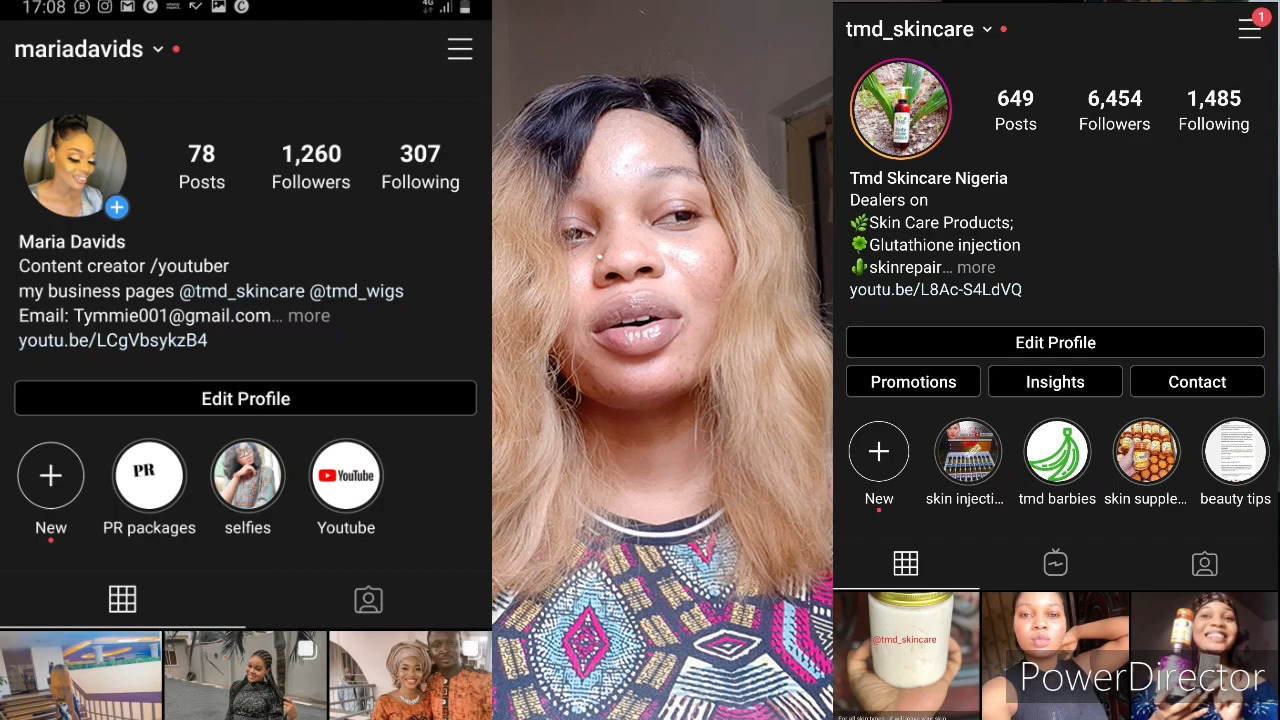 17:08
4G
mariadavids
78
1,260
307
Posts
Followers
Following
Maria Davids
Content creator /youtuber
my business pages @tmd_skincare @tmd_wigs
Email: Tymmie001@gmail.com... more
youtu.be/LCgVbsykzB4
Edit Profile
PR
YouTube
New
PR packages
selfies
Youtube
tmd_skincare
1
649
6,454
1,485
Posts
Followers
Following
Tmd Skincare Nigeria
Dealers on
🌿Skin Care Products;
🍀Glutathione injection
🌵skinrepair... more
youtu.be/L8Ac-S4LdVQ
Edit Profile
Promotions
Insights
Contact
New
skin injecti...
tmd barbies
skin supple...
beauty tips
@tmd_skincare
PowerDirector